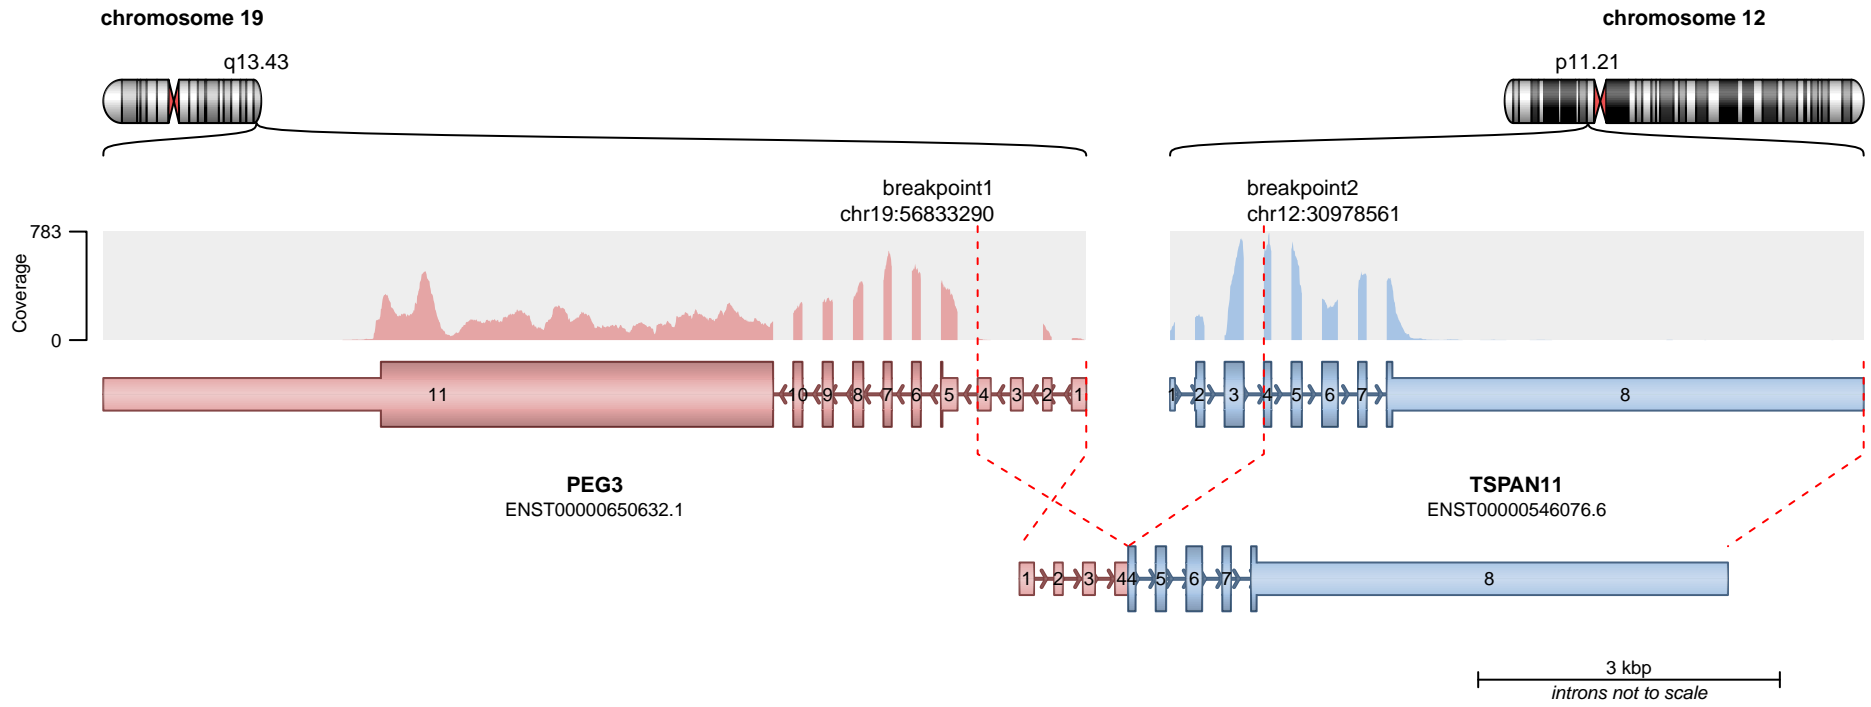 chromosome 19
chromosome 12
q13.43
p11.21
breakpoint1
chr19:56833290
breakpoint2
chr12:30978561
783
0
Coverage
11 10 9 8 7 6 5 4 3 2 1
1 2 3 4 5 6 7 8
PEG3
ENST00000650632.1
TSPAN11
ENST00000546076.6
1 2 3 4 4 5 6 7 8
3 kbp
introns not to scale